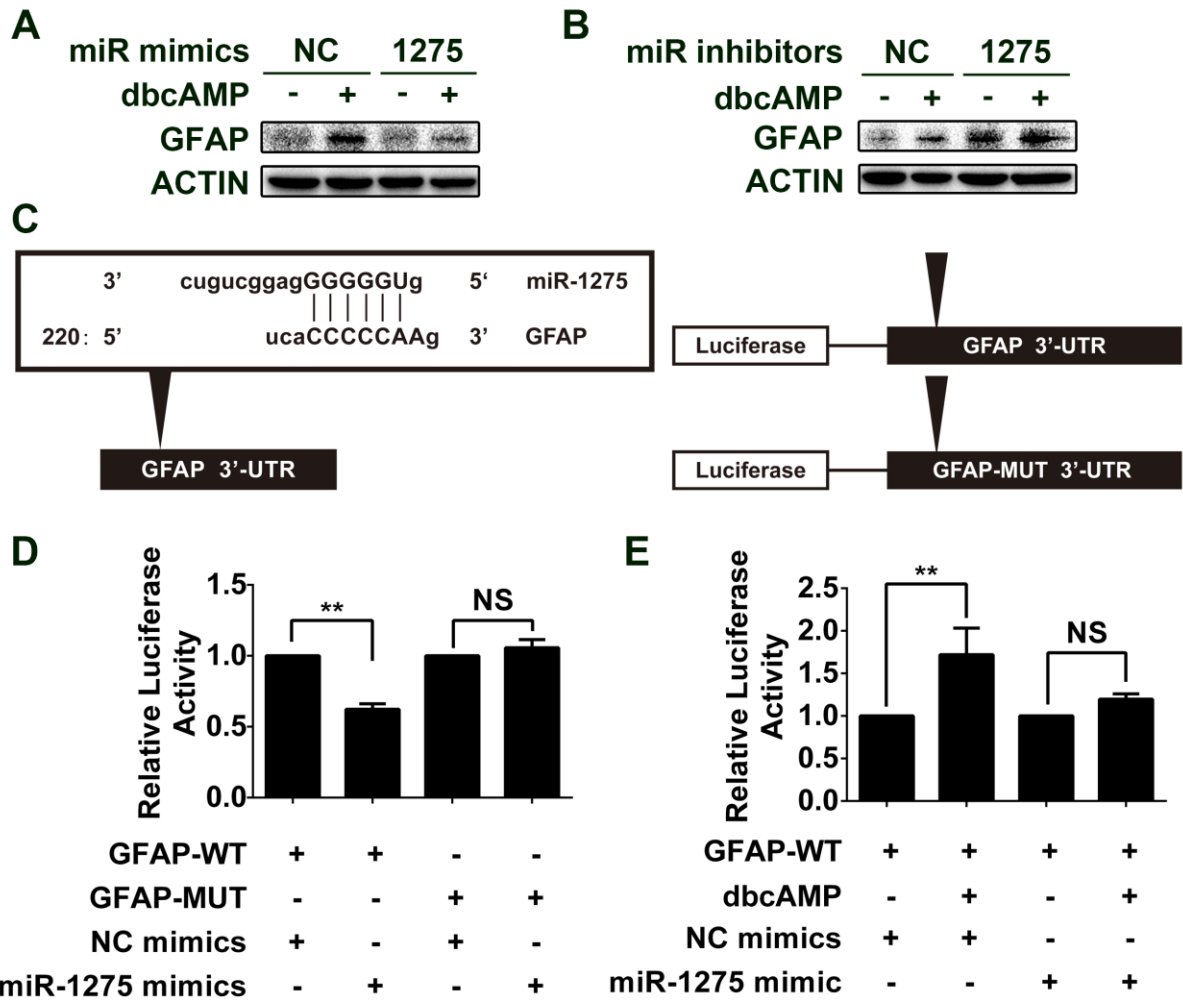 A
miR mimics NC 1275
dbcAMP - + - +
GFAP
ACTIN
B
miR inhibitors NC 1275
dbcAMP - + - +
GFAP
ACTIN
C
3’ cugucggagGGGGGUg 5‘ miR-1275
220: 5’ ucaCCCCCAAg 3’ GFAP
GFAP 3’-UTR
Luciferase GFAP 3’-UTR
Luciferase GFAP-MUT 3’-UTR
D
Relative Luciferase
Activity
1.5
1.0
0.5
0.0
** NS
GFAP-WT + + - -
GFAP-MUT - - + +
NC mimics + - + -
miR-1275 mimics - + - +
E
Relative Luciferase
Activity
2.5
2.0
1.5
1.0
0.5
0.0
** NS
GFAP-WT + + + +
dbcAMP - + - +
NC mimics + + - -
miR-1275 mimic - - + +